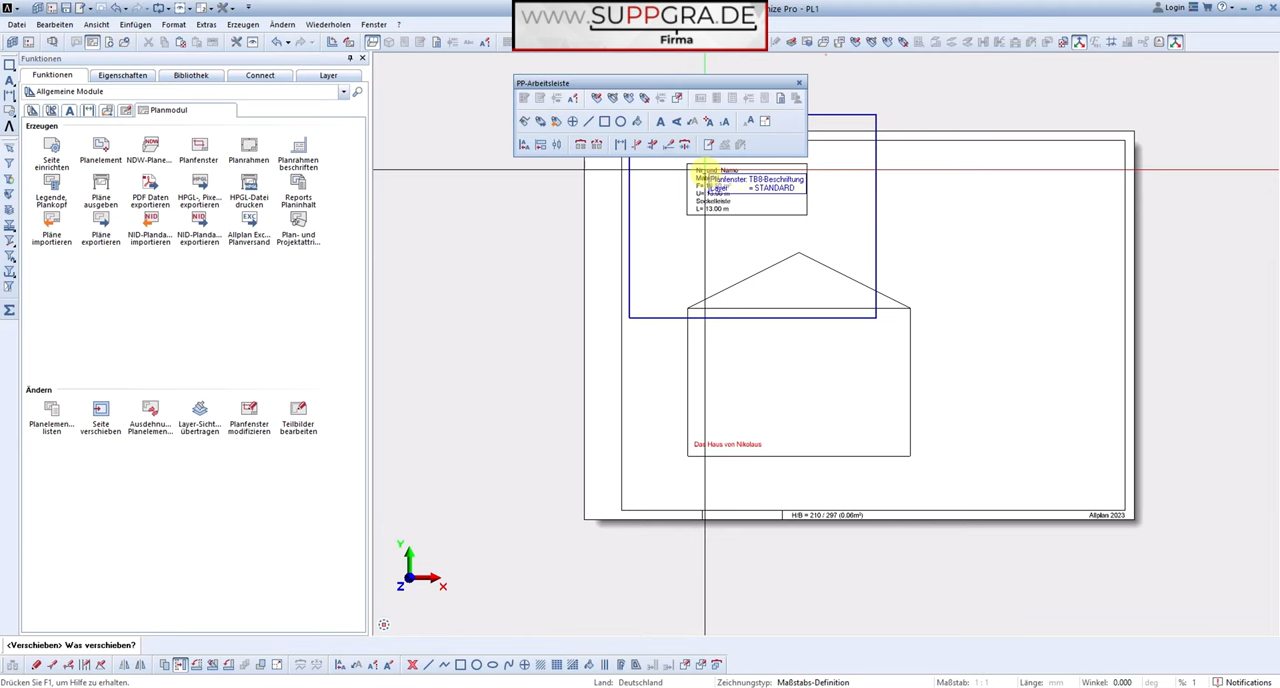 WWW.SUPPGRA.DE
Firma
nize Pro - PL1
Login
Datei Bearbeiten Ansicht Einfügen Format Extras Erzeugen Ändern Wiederholen Fenster ?
Funktionen
PP-Arbeitsleiste
Funktionen Eigenschaften Bibliothek Connect Layer
Allgemeine Module
Planmodul
Erzeugen
Seite einrichten
Planelement
NDW-Plane...
Planfenster
Planrahmen
Planrahmen beschriften
Legende, Plankopf
Pläne ausgeben
PDF Daten exportieren
HPGL-, Pixe... exportieren
HPGL-Datei drucken
Reports Planinhalt
Pläne importieren
Pläne exportieren
NID-Planda... importieren
NID-Planda... exportieren
Allplan Exc... Planversand
Plan- und Projektattri...
Planfenster: TB8-Beschriftung
Layer = STANDARD
Sockelleiste
L= 13.00 m
Ändern
Planelemen... listen
Seite verschieben
Ausdehnu... Planelemen...
Layer-Sicht... übertragen
Planfenster modifizieren
Teilbilder bearbeiten
Das Haus von Nikolaus
H/B = 210 / 297 (0.06m²)
Allplan 2023
Y
Z
X
<Verschieben> Was verschieben?
Drücken Sie F1, um Hilfe zu erhalten.
Land: Deutschland
Zeichnungstyp: Maßstabs-Definition
Maßstab: 1 : 1
Länge: mm
Winkel: 0.000 deg
%: 1
Notifications